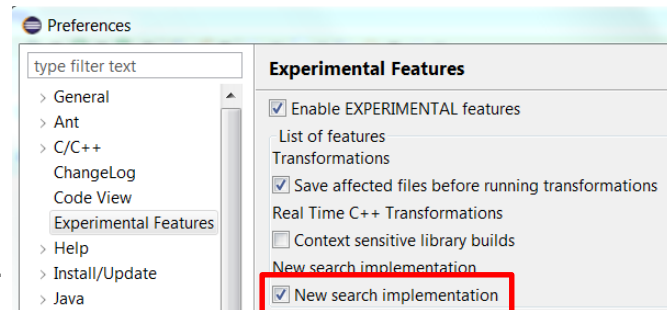 Preferences
type filter text
General
Ant
C/C++
ChangeLog
Code View
Experimental Features
Help
Install/Update
Java
Experimental Features
Enable EXPERIMENTAL features
List of features
Transformations
Save affected files before running transformations
Real Time C++ Transformations
Context sensitive library builds
New search implementation
New search implementation